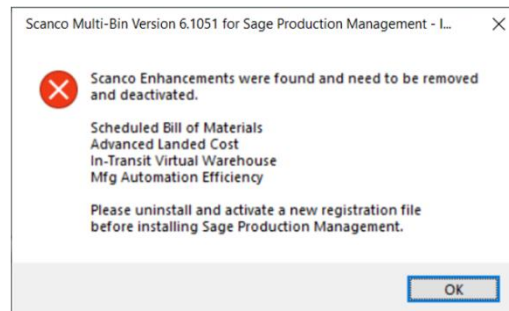 Scanco Multi-Bin Version 6.1051 for Sage Production Management - I...
Scanco Enhancements were found and need to be removed
and deactivated.
Scheduled Bill of Materials
Advanced Landed Cost
In-Transit Virtual Warehouse
Mfg Automation Efficiency
Please uninstall and activate a new registration file
before installing Sage Production Management.
OK